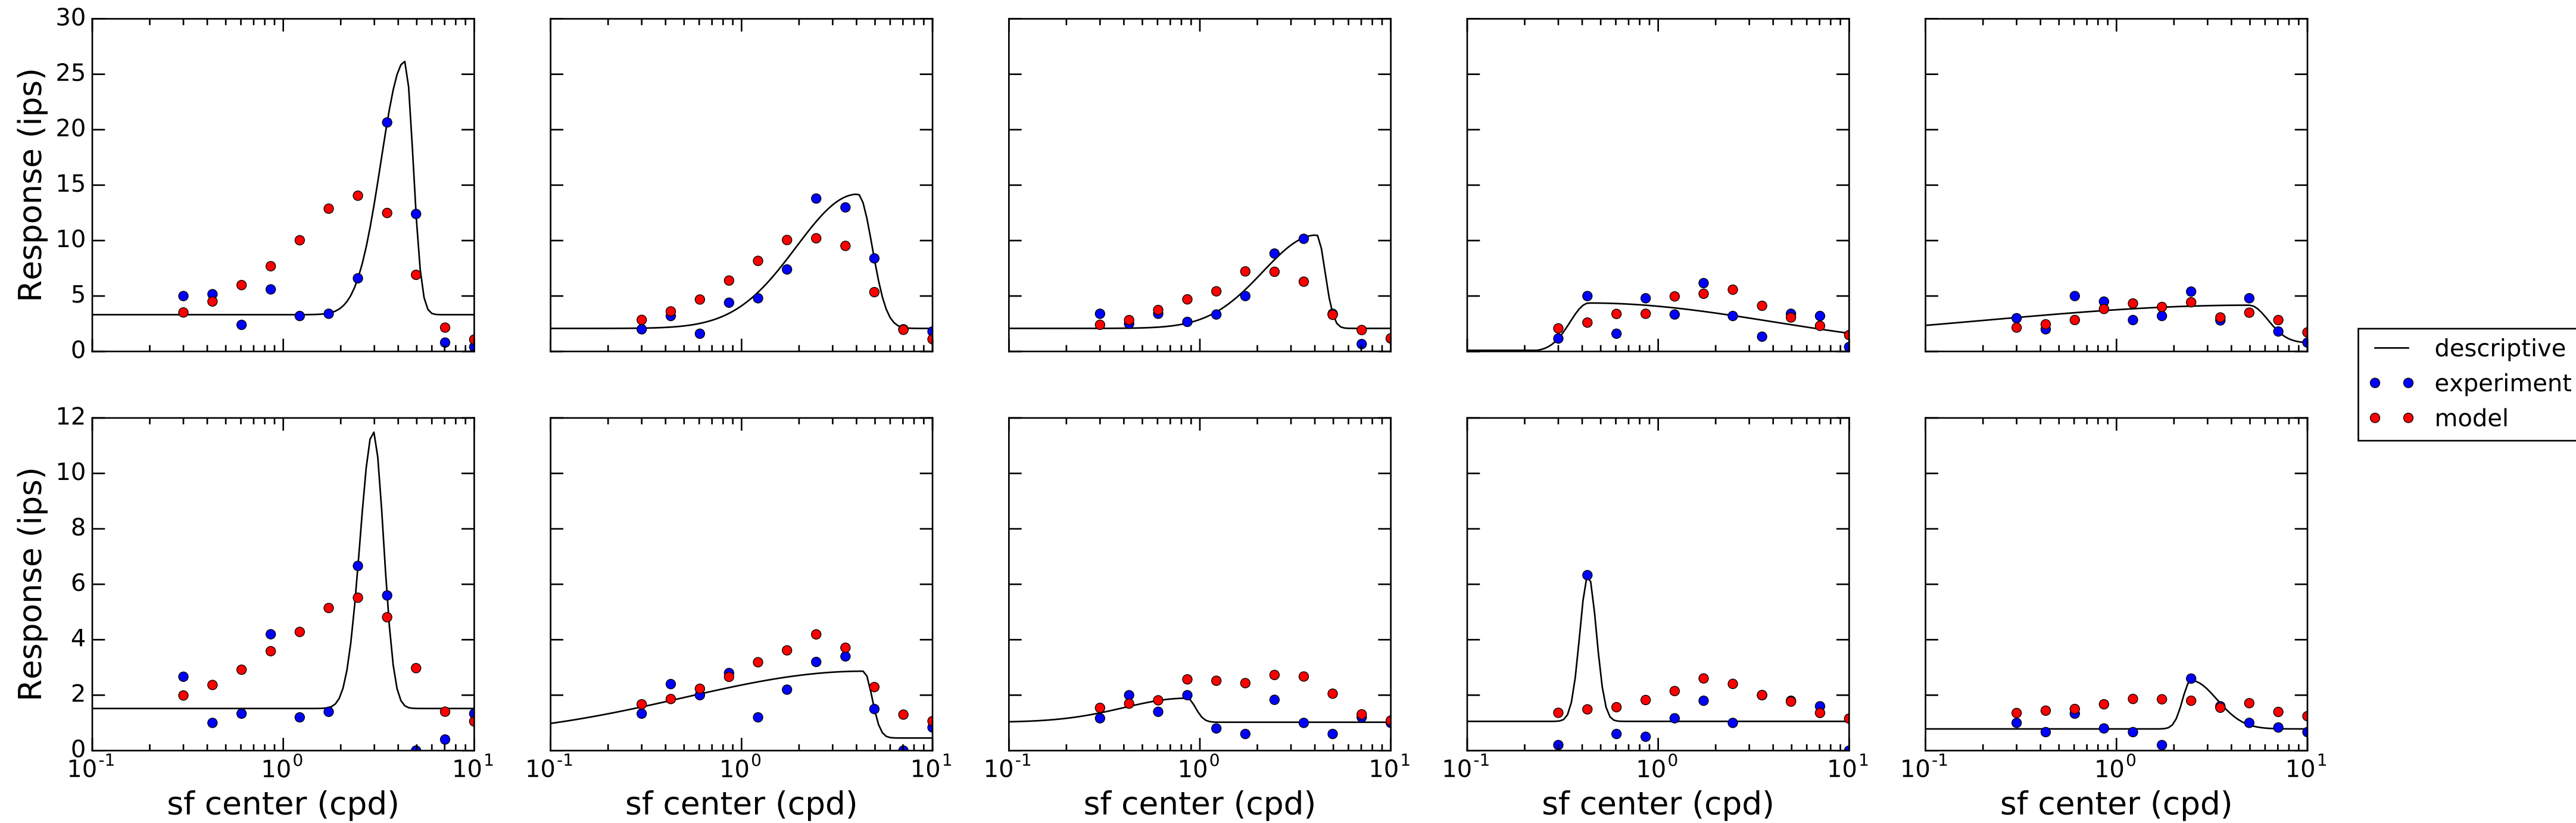 30
25
20
15
10
5
0
Response (ips)
descriptive
experiment
model
12
10
8
6
4
2
0
Response (ips)
10^-1 10^0 10^1 10^-1 10^0 10^1 10^-1 10^0 10^1 10^-1 10^0 10^1 10^-1 10^0 10^1
sf center (cpd) sf center (cpd) sf center (cpd) sf center (cpd) sf center (cpd)